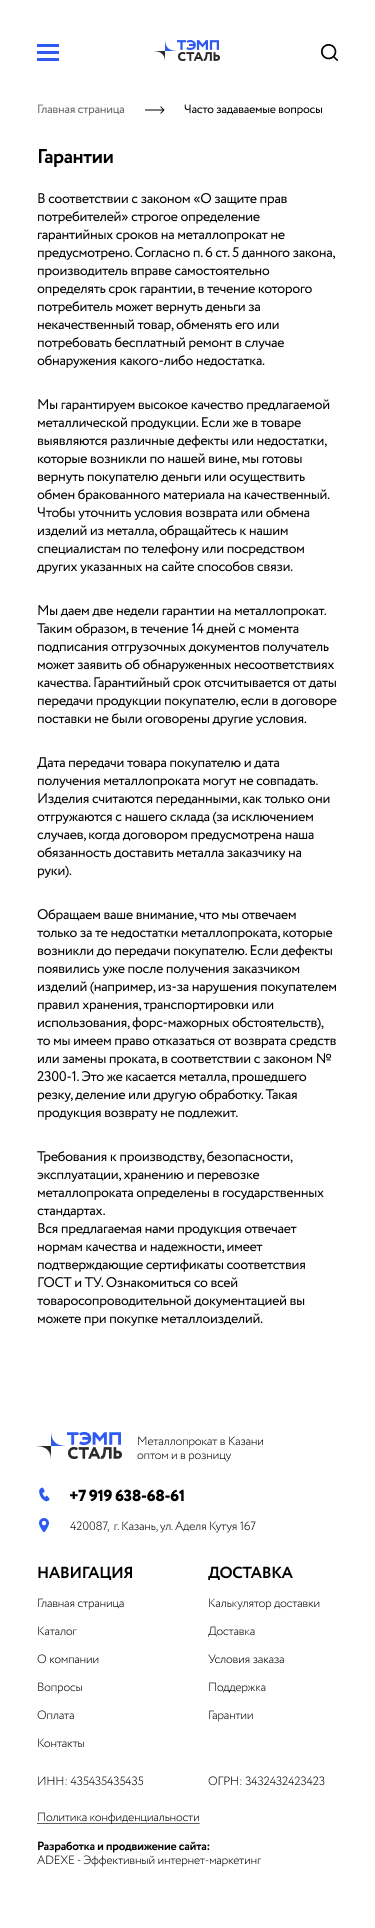 ТЭМП
СТАЛЬ
Главная страница
Часто задаваемые вопросы
Гарантии
В соответствии с законом «О защите прав
потребителей» строгое определение
гарантийных сроков на металлопрокат не
предусмотрено. Согласно п. 6 ст. 5 данного закона,
производитель вправе самостоятельно
определять срок гарантии, в течение которого
потребитель может вернуть деньги за
некачественный товар, обменять его или
потребовать бесплатный ремонт в случае
обнаружения какого-либо недостатка.
Мы гарантируем высокое качество предлагаемой
металлической продукции. Если же в товаре
выявляются различные дефекты или недостатки,
которые возникли по нашей вине, мы готовы
вернуть покупателю деньги или осуществить
обмен бракованного материала на качественный.
Чтобы уточнить условия возврата или обмена
изделий из металла, обращайтесь к нашим
специалистам по телефону или посредством
других указанных на сайте способов связи.
Мы даем две недели гарантии на металлопрокат.
Таким образом, в течение 14 дней с момента
подписания отгрузочных документов получатель
может заявить об обнаруженных несоответствиях
качества. Гарантийный срок отсчитывается от даты
передачи продукции покупателю, если в договоре
поставки не были оговорены другие условия.
Дата передачи товара покупателю и дата
получения металлопроката могут не совпадать.
Изделия считаются переданными, как только они
отгружаются с нашего склада (за исключением
случаев, когда договором предусмотрена наша
обязанность доставить металла заказчику на
руки).
Обращаем ваше внимание, что мы отвечаем
только за те недостатки металлопроката, которые
возникли до передачи покупателю. Если дефекты
появились уже после получения заказчиком
изделий (например, из-за нарушения покупателем
правил хранения, транспортировки или
использования, форс-мажорных обстоятельств),
то мы имеем право отказаться от возврата средств
или замены проката, в соответствии с законом №
2300-1. Это же касается металла, прошедшего
резку, деление или другую обработку. Такая
продукция возврату не подлежит.
Требования к производству, безопасности,
эксплуатации, хранению и перевозке
металлопроката определены в государственных
стандартах.
Вся предлагаемая нами продукция отвечает
нормам качества и надежности, имеет
подтверждающие сертификаты соответствия
ГОСТ и ТУ. Ознакомиться со всей
товаросопроводительной документацией вы
можете при покупке металлоизделий.
ТЭМП
СТАЛЬ
Металлопрокат в Казани
оптом и в розницу
+7 919 638-68-61
420087, г. Казань, ул. Аделя Кутуя 167
НАВИГАЦИЯ
Главная страница
Каталог
О компании
Вопросы
Оплата
Контакты
ДОСТАВКА
Калькулятор доставки
Доставка
Условия заказа
Поддержка
Гарантии
ИНН: 435435435435
ОГРН: 3432432423423
Политика конфиденциальности
Разработка и продвижение сайта:
ADEXE - Эффективный интернет-маркетинг